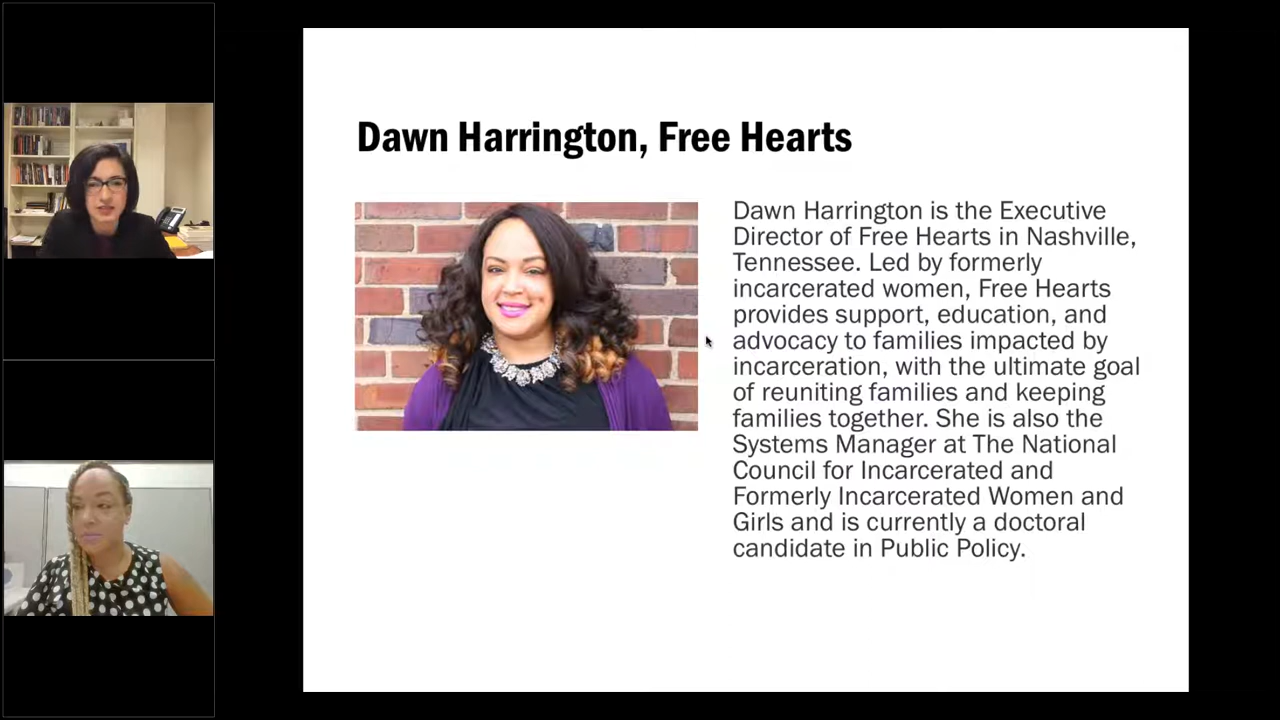 Dawn Harrington, Free Hearts
Dawn Harrington is the Executive
Director of Free Hearts in Nashville,
Tennessee. Led by formerly
incarcerated women, Free Hearts
provides support, education, and
advocacy to families impacted by
incarceration, with the ultimate goal
of reuniting families and keeping
families together. She is also the
Systems Manager at The National
Council for Incarcerated and
Formerly Incarcerated Women and
Girls and is currently a doctoral
candidate in Public Policy.